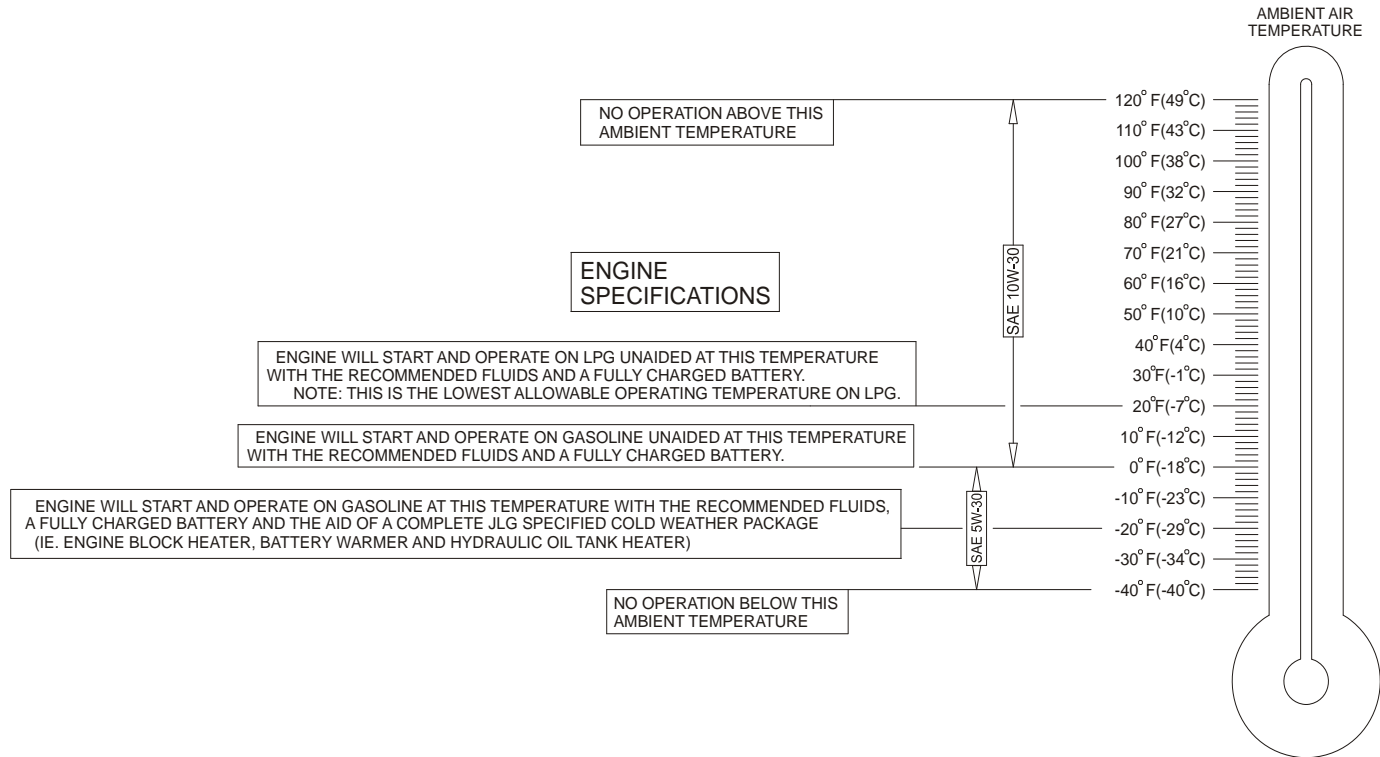 AMBIENT AIR
TEMPERATURE
NO OPERATION ABOVE THIS
AMBIENT TEMPERATURE
120° F(49°C)
110° F(43°C)
100° F(38°C)
90° F(32°C)
80° F(27°C)
70° F(21°C)
60° F(16°C)
50° F(10°C)
40°F(4°C)
30°F(-1°C)
20°F(-7°C)
10° F(-12°C)
0° F(-18°C)
-10° F(-23°C)
-20° F(-29°C)
-30° F(-34°C)
-40° F(-40°C)
SAE 10W-30
ENGINE
SPECIFICATIONS
ENGINE WILL START AND OPERATE ON LPG UNAIDED AT THIS TEMPERATURE
WITH THE RECOMMENDED FLUIDS AND A FULLY CHARGED BATTERY.
NOTE: THIS IS THE LOWEST ALLOWABLE OPERATING TEMPERATURE ON LPG.
ENGINE WILL START AND OPERATE ON GASOLINE UNAIDED AT THIS TEMPERATURE
WITH THE RECOMMENDED FLUIDS AND A FULLY CHARGED BATTERY.
SAE 5W-30
ENGINE WILL START AND OPERATE ON GASOLINE AT THIS TEMPERATURE WITH THE RECOMMENDED FLUIDS,
A FULLY CHARGED BATTERY AND THE AID OF A COMPLETE JLG SPECIFIED COLD WEATHER PACKAGE
(IE. ENGINE BLOCK HEATER, BATTERY WARMER AND HYDRAULIC OIL TANK HEATER)
NO OPERATION BELOW THIS
AMBIENT TEMPERATURE